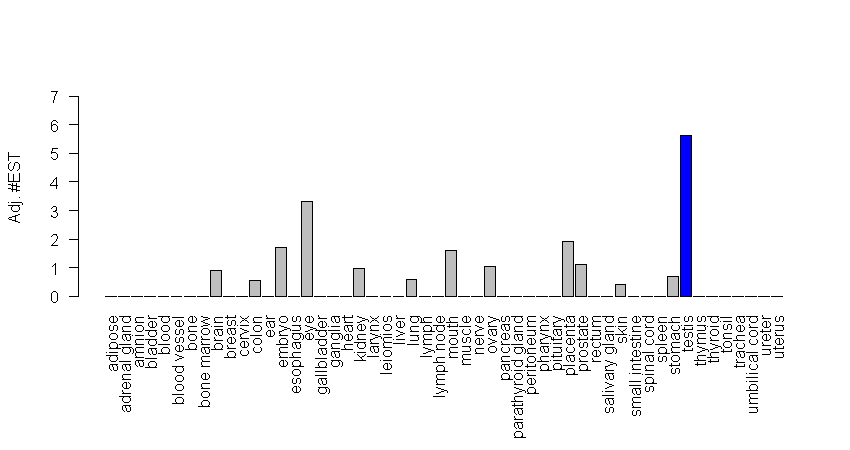 7
6
5
4
3
2
1
0
Adj. #EST
adipose
adrenal gland
amnion
bladder
blood
blood vessel
bone
bone marrow
brain
breast
cervix
colon
ear
embryo
esophagus
eye
gallbladder
ganglia
heart
kidney
larynx
leiomios
liver
lung
lymph
lymph node
mouth
muscle
nerve
ovary
pancreas
parathyroid gland
peritoneum
pharynx
pituitary
placenta
prostate
rectum
salivary gland
skin
small intestine
spinal cord
spleen
stomach
testis
thymus
thyroid
tonsil
trachea
umbilical cord
ureter
uterus